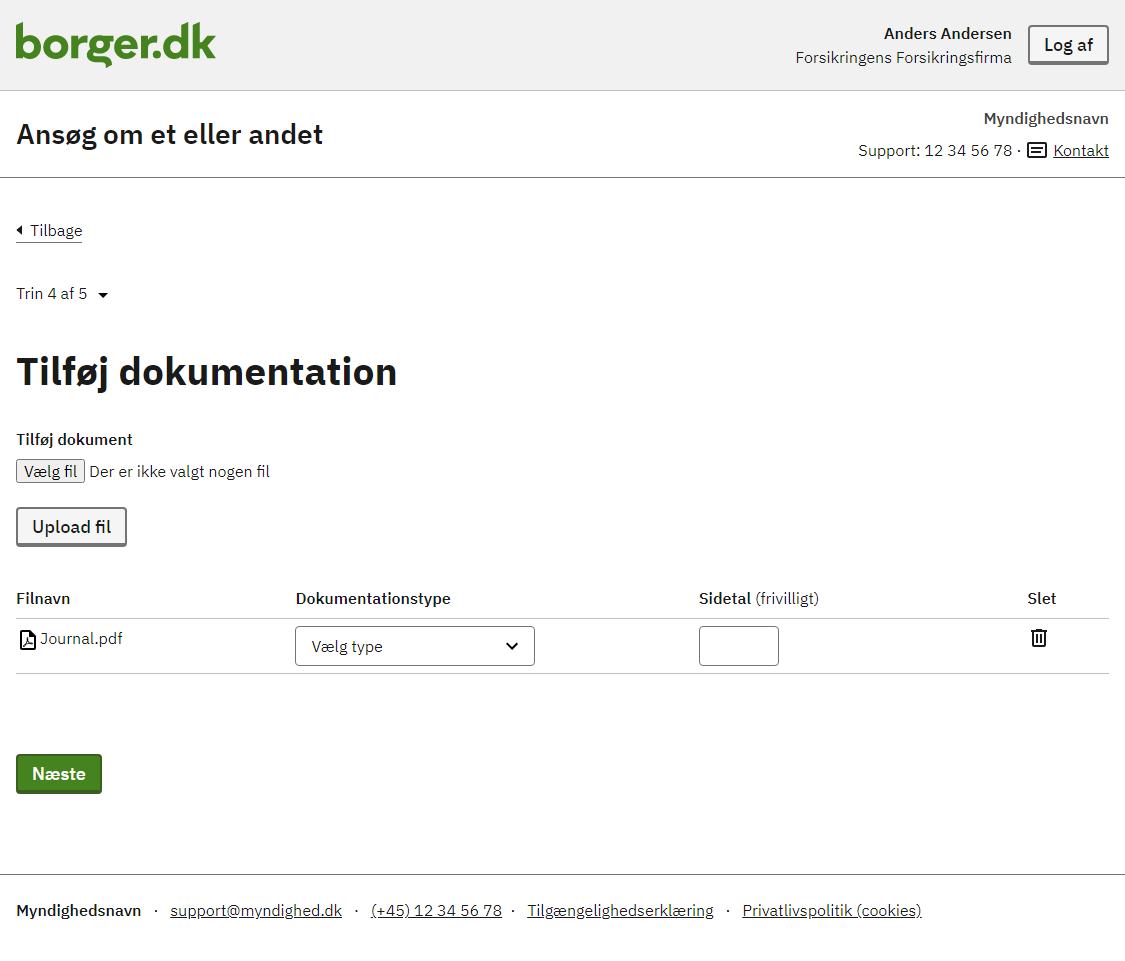 borger.dk
Anders Andersen
Forsikringens Forsikringsfirma
Log af
Ansøg om et eller andet
Myndighedsnavn
Support: 12 34 56 78 · Kontakt
Tilbage
Trin 4 af 5
Tilføj dokumentation
Tilføj dokument
Vælg fil Der er ikke valgt nogen fil
Upload fil
Filnavn Dokumentationstype Sidetal (frivilligt) Slet
Journal.pdf Vælg type
Næste
Myndighedsnavn · support@myndighed.dk · (+45) 12 34 56 78 · Tilgængelighedserklæring · Privatlivspolitik (cookies)